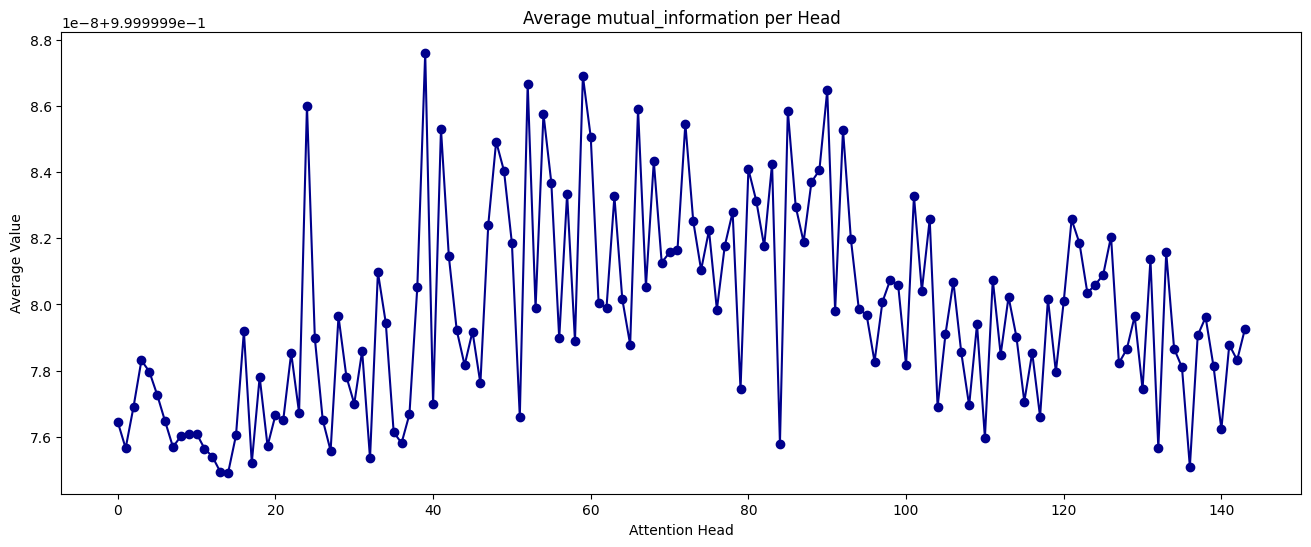 Average mutual_information per Head
1e−8+9.999999e−1
8.8
8.6
8.4
8.2
8.0
7.8
7.6
Average Value
0 20 40 60 80 100 120 140
Attention Head